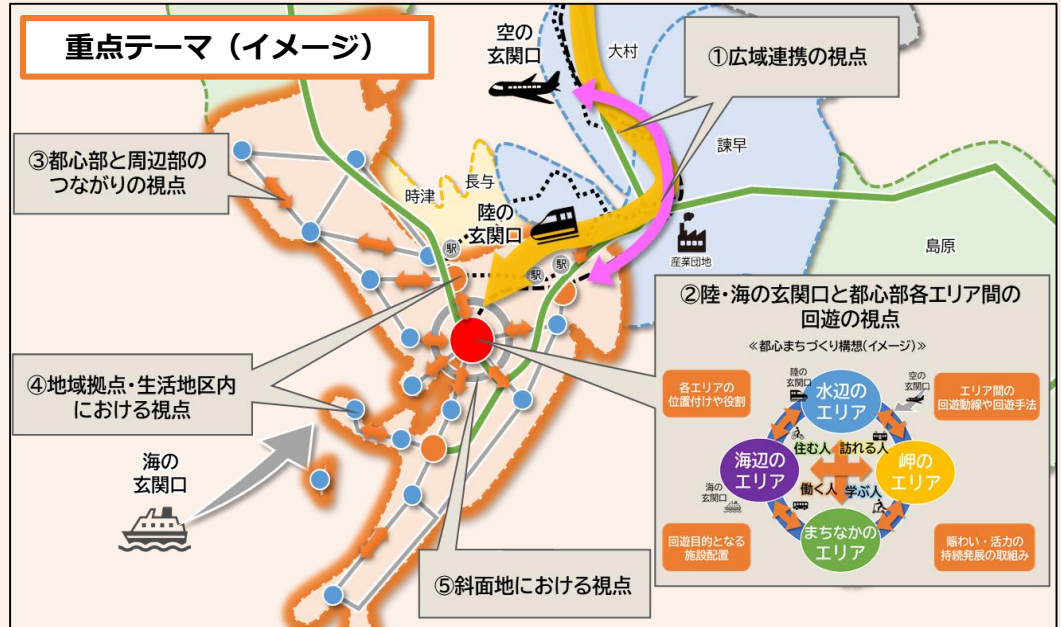 重点テーマ（イメージ）
空の
玄関口
大村
①広域連携の視点
諫早
③都心部と周辺部の
つながりの視点
時津
長与
陸の
玄関口
駅
駅
駅
産業団地
島原
②陸・海の玄関口と都心部各エリア間の
回遊の視点
≪都心まちづくり構想(イメージ)≫
各エリアの
位置付けや役割
陸の
玄関口
水辺の
エリア
空の
玄関口
エリア間の
回遊動線や回遊手法
住む人
訪れる人
海辺の
エリア
岬の
エリア
働く人
学ぶ人
海の
玄関口
まちなかの
エリア
回遊目的となる
施設配置
賑わい・活力の
持続発展の取組み
④地域拠点・生活地区内
における視点
海の
玄関口
⑤斜面地における視点